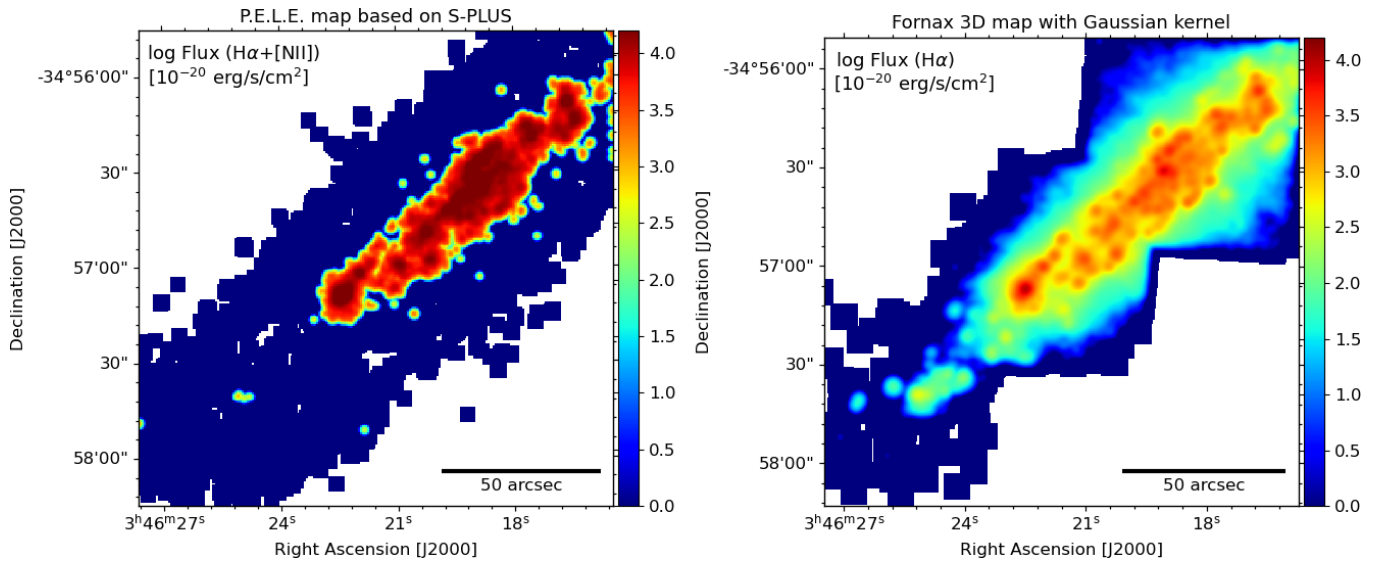 P.E.L.E. map based on S-PLUS
log Flux (Hα+[NII])
[10⁻²⁰ erg/s/cm²]
Declination [J2000]
-34°56'00"
30"
57'00"
30"
58'00"
50 arcsec
3ʰ46ᵐ27ˢ
24ˢ
21ˢ
18ˢ
Right Ascension [J2000]
4.0
3.5
3.0
2.5
2.0
1.5
1.0
0.5
0.0
Fornax 3D map with Gaussian kernel
log Flux (Hα)
[10⁻²⁰ erg/s/cm²]
Declination [J2000]
-34°56'00"
30"
57'00"
30"
58'00"
50 arcsec
3ʰ46ᵐ27ˢ
24ˢ
21ˢ
18ˢ
Right Ascension [J2000]
4.0
3.5
3.0
2.5
2.0
1.5
1.0
0.5
0.0